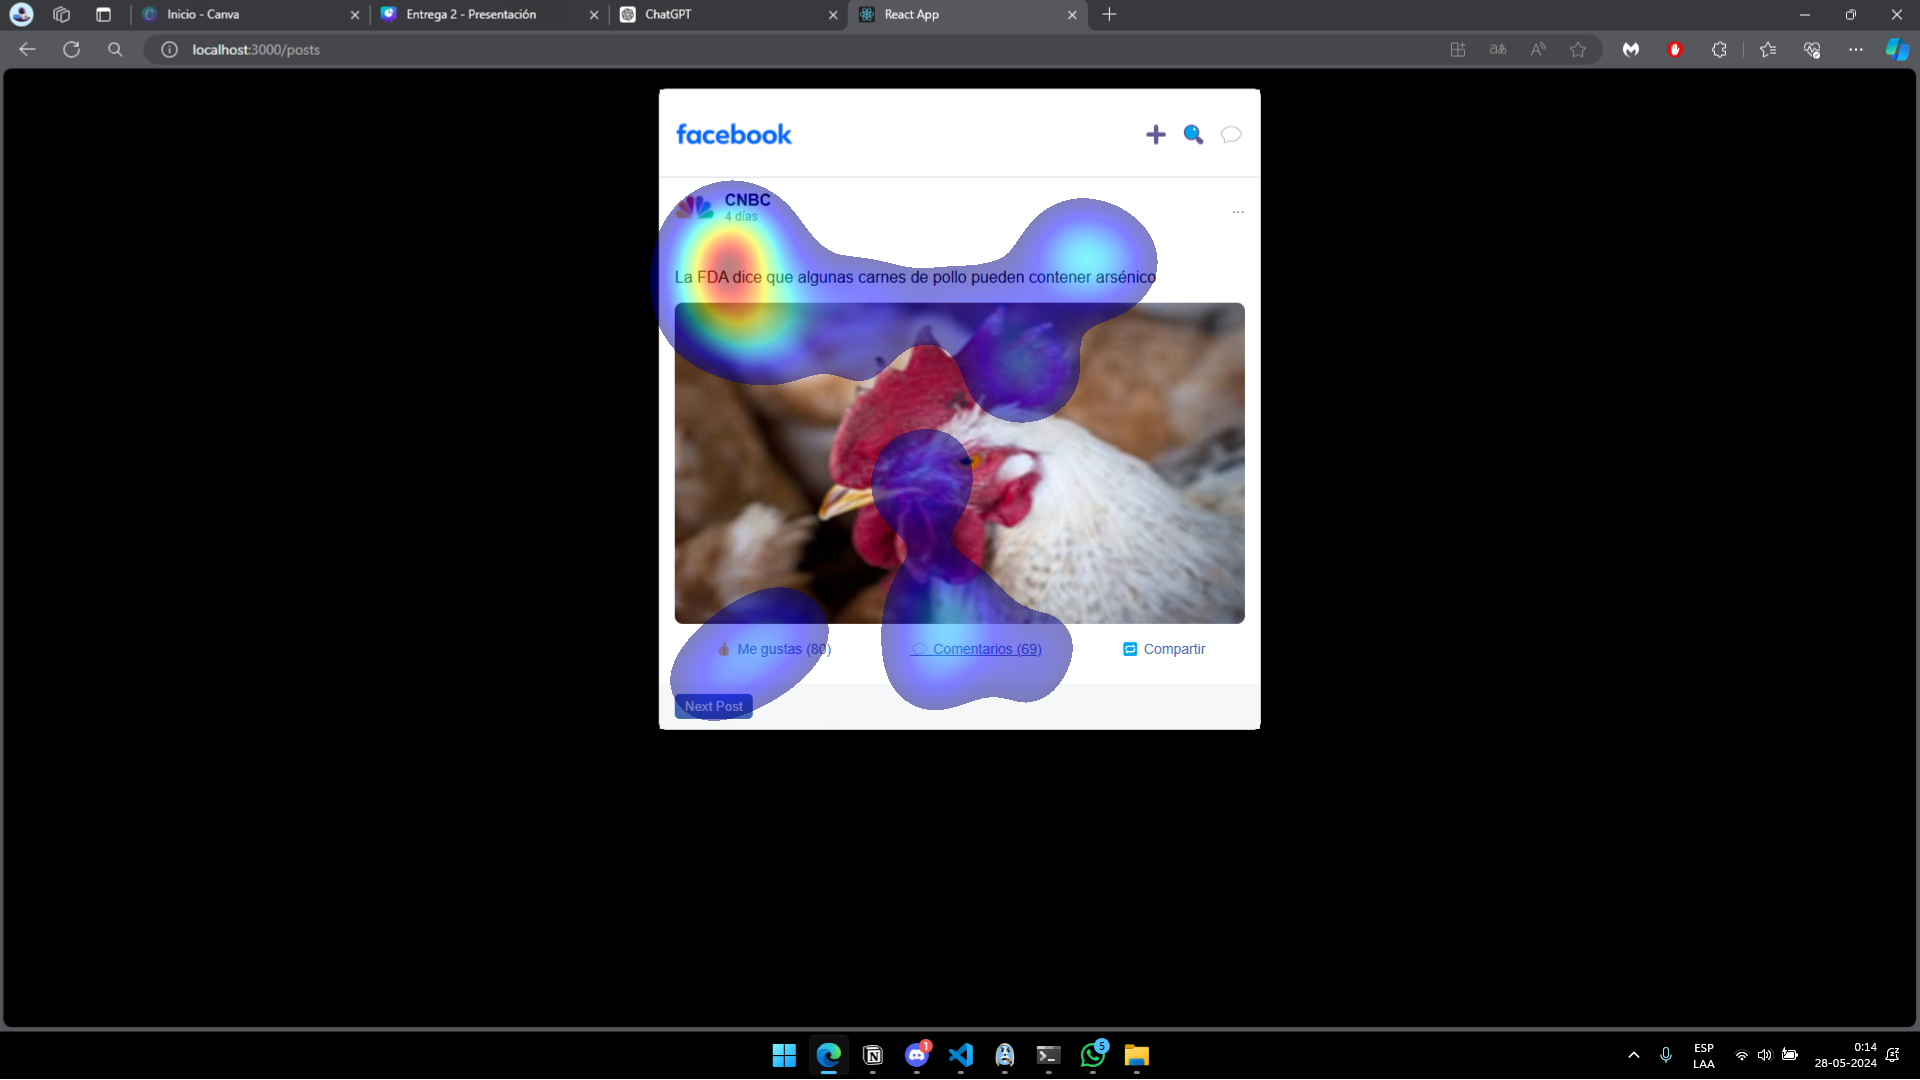 Inicio - Canva
Entrega 2 - Presentación
ChatGPT
React App
localhost:3000/posts
facebook
CNBC
4 días
...
La FDA dice que algunas carnes de pollo pueden contener arsénico
Me gustas (80)
Comentarios (69)
Compartir
Next Post
1
5
ESP
LAA
0:14
28-05-2024